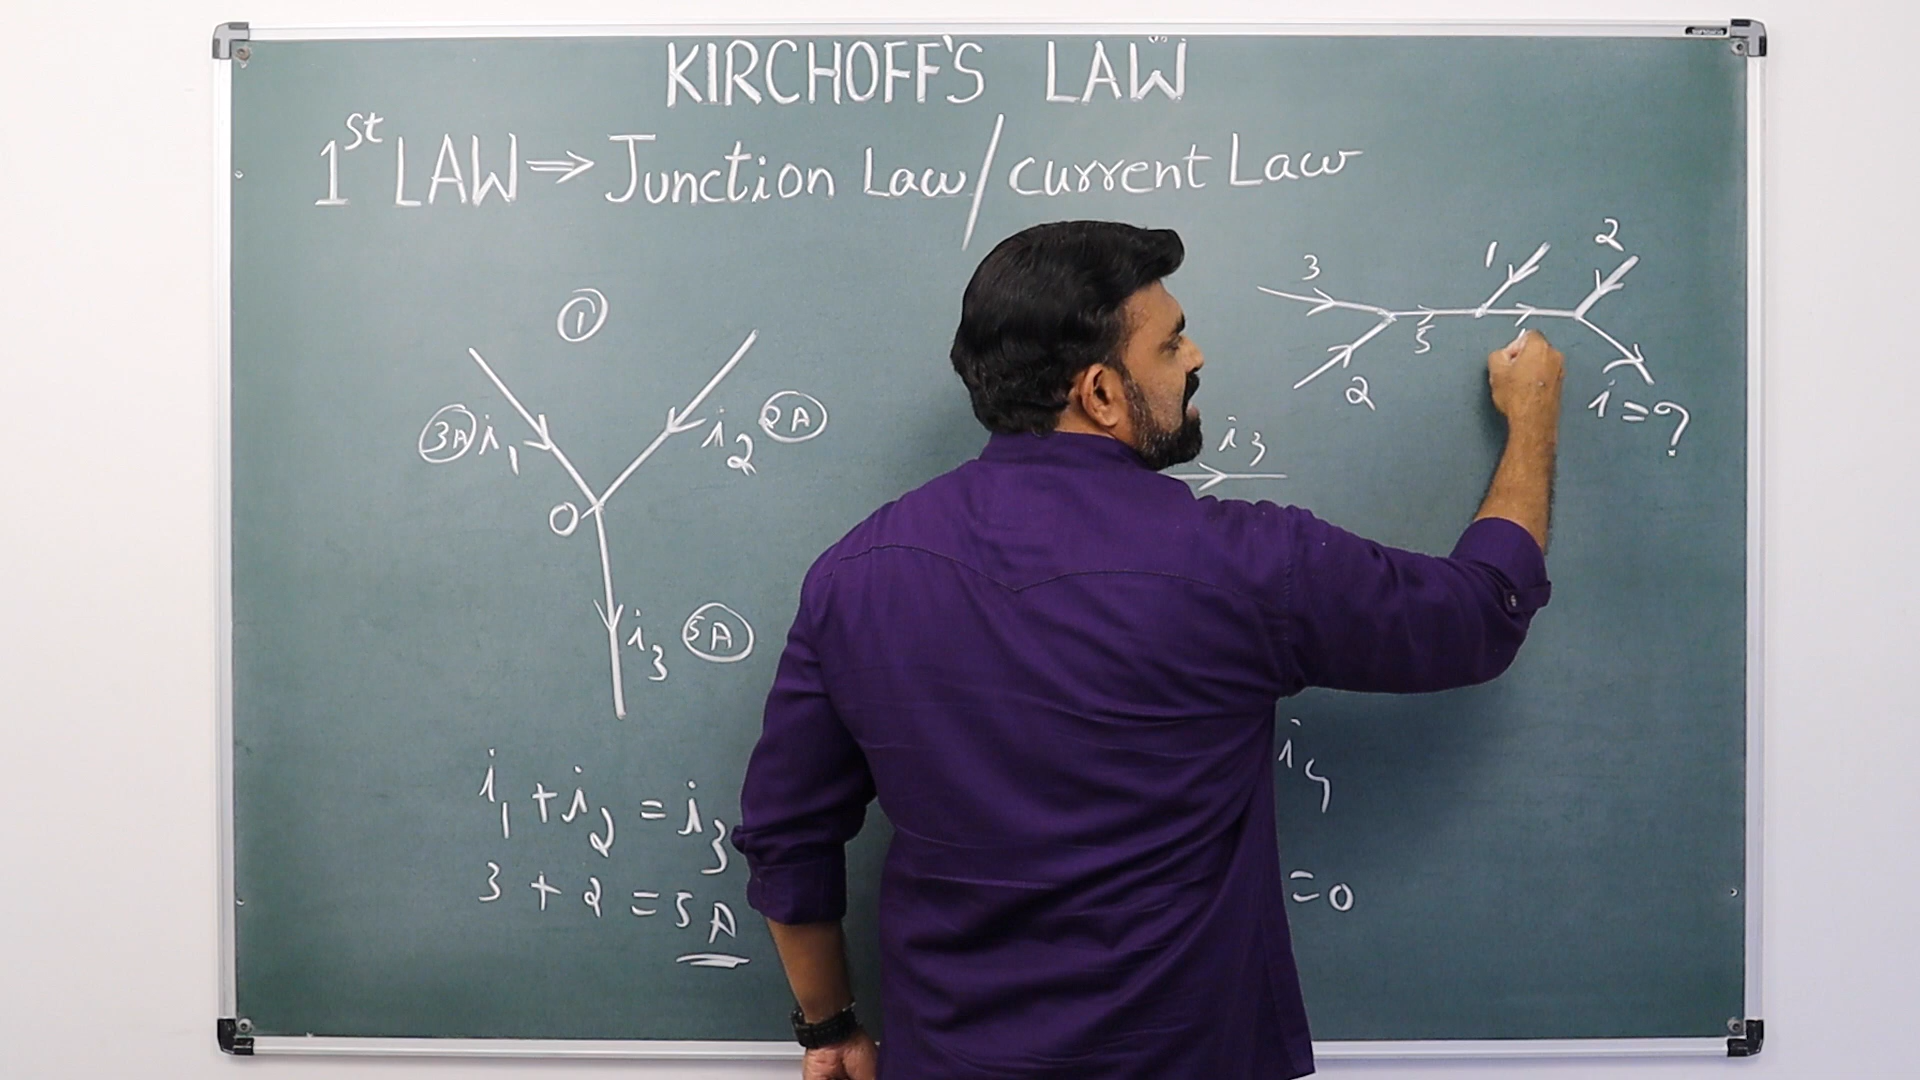 KIRCHOFF'S LAW
1st LAW ⇒ Junction Law/current Law
1
3A i1
i2 2A
O
i3 5A
i1 + i2 = i3
3 + 2 = 5A
i3
i4
=0
3
2
5
1
2
i=?